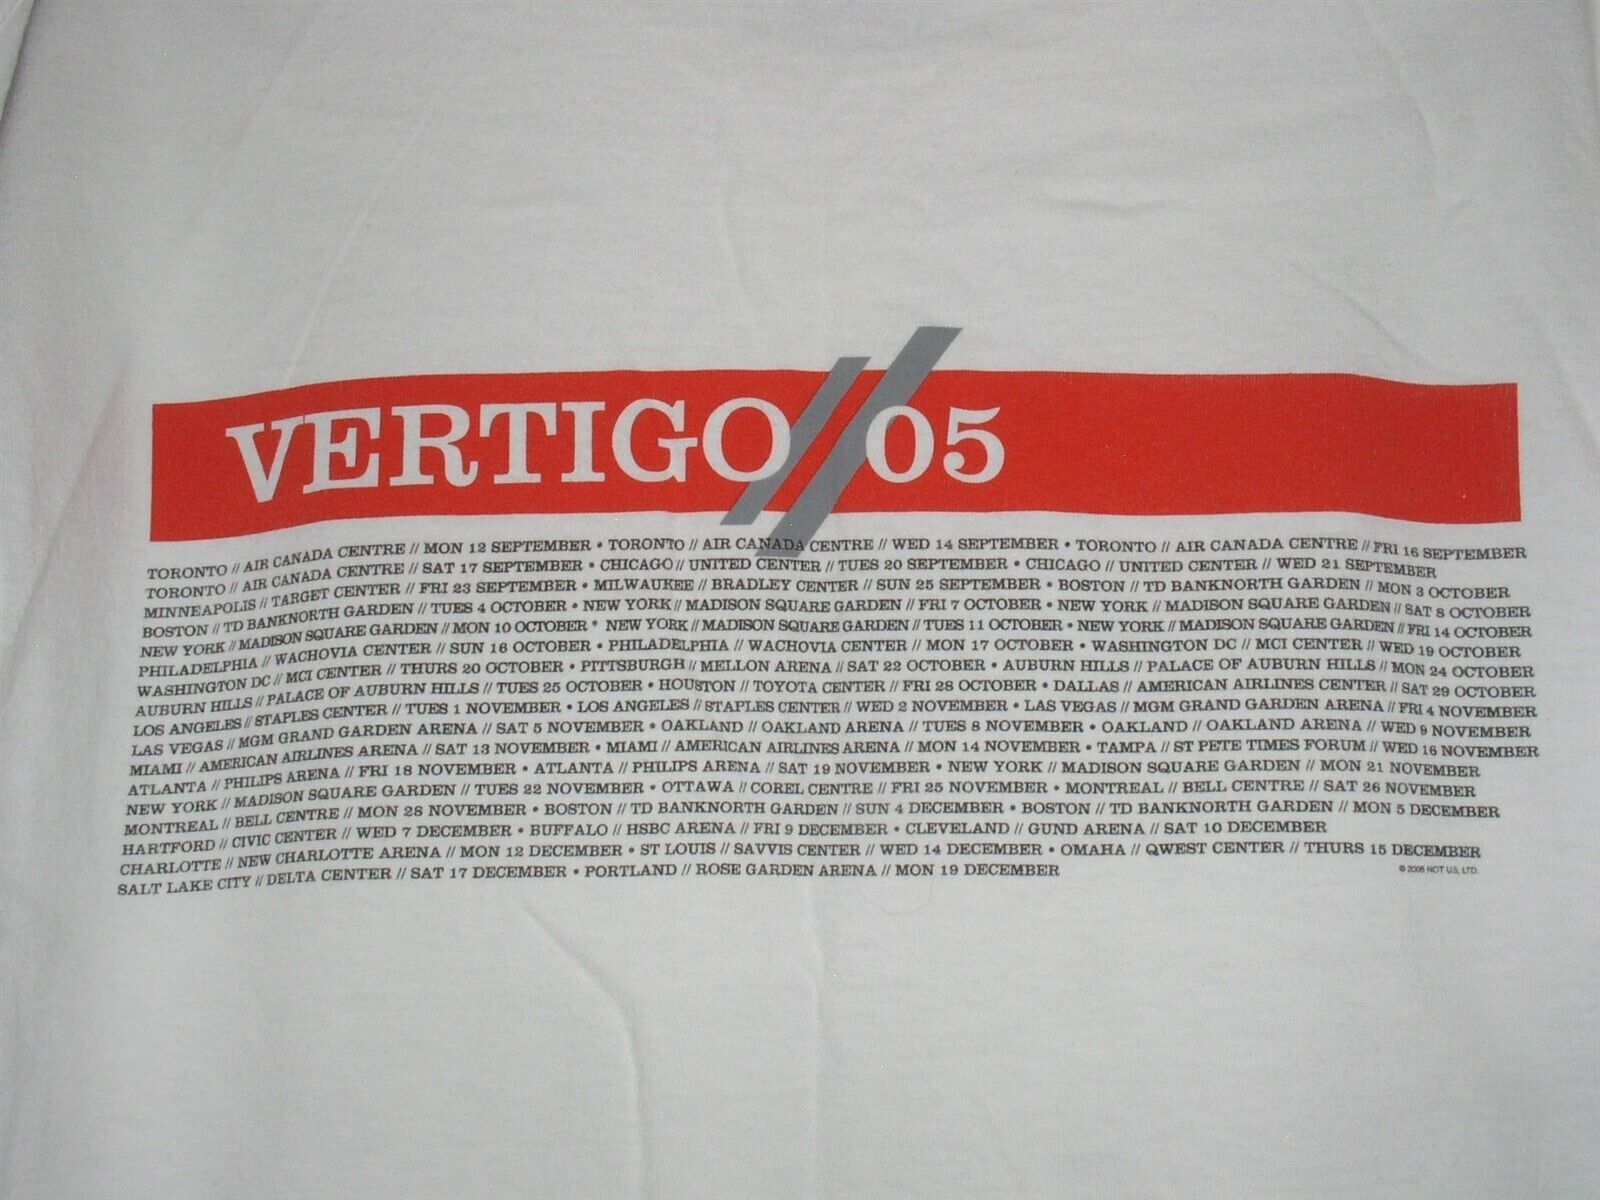 VERTIGO//05
TORONTO // AIR CANADA CENTRE // MON 12 SEPTEMBER • TORONTO // AIR CANADA CENTRE // WED 14 SEPTEMBER • TORONTO // AIR CANADA CENTRE // FRI 16 SEPTEMBER
TORONTO // AIR CANADA CENTRE // SAT 17 SEPTEMBER • CHICAGO // UNITED CENTER // TUES 20 SEPTEMBER • CHICAGO // UNITED CENTER // WED 21 SEPTEMBER
MINNEAPOLIS // TARGET CENTER // FRI 23 SEPTEMBER • MILWAUKEE // BRADLEY CENTER // SUN 25 SEPTEMBER • BOSTON // TD BANKNORTH GARDEN // MON 3 OCTOBER
BOSTON // TD BANKNORTH GARDEN // TUES 4 OCTOBER • NEW YORK // MADISON SQUARE GARDEN // FRI 7 OCTOBER • NEW YORK // MADISON SQUARE GARDEN // SAT 8 OCTOBER
NEW YORK // MADISON SQUARE GARDEN // MON 10 OCTOBER • NEW YORK // MADISON SQUARE GARDEN // TUES 11 OCTOBER • NEW YORK // MADISON SQUARE GARDEN // FRI 14 OCTOBER
PHILADELPHIA // WACHOVIA CENTER // SUN 16 OCTOBER • PHILADELPHIA // WACHOVIA CENTER // MON 17 OCTOBER • WASHINGTON DC // MCI CENTER // WED 19 OCTOBER
WASHINGTON DC // MCI CENTER // THURS 20 OCTOBER • PITTSBURGH // MELLON ARENA // SAT 22 OCTOBER • AUBURN HILLS // PALACE OF AUBURN HILLS // MON 24 OCTOBER
AUBURN HILLS // PALACE OF AUBURN HILLS // TUES 25 OCTOBER • HOUSTON // TOYOTA CENTER // FRI 28 OCTOBER • DALLAS // AMERICAN AIRLINES CENTER // SAT 29 OCTOBER
LOS ANGELES // STAPLES CENTER // TUES 1 NOVEMBER • LOS ANGELES // STAPLES CENTER // WED 2 NOVEMBER • LAS VEGAS // MGM GRAND GARDEN ARENA // FRI 4 NOVEMBER
LAS VEGAS // MGM GRAND GARDEN ARENA // SAT 5 NOVEMBER • OAKLAND // OAKLAND ARENA // TUES 8 NOVEMBER • OAKLAND // OAKLAND ARENA // WED 9 NOVEMBER
MIAMI // AMERICAN AIRLINES ARENA // SAT 13 NOVEMBER • MIAMI // AMERICAN AIRLINES ARENA // MON 14 NOVEMBER • TAMPA // ST PETE TIMES FORUM // WED 16 NOVEMBER
ATLANTA // PHILIPS ARENA // FRI 18 NOVEMBER • ATLANTA // PHILIPS ARENA // SAT 19 NOVEMBER • NEW YORK // MADISON SQUARE GARDEN // MON 21 NOVEMBER
NEW YORK // MADISON SQUARE GARDEN // TUES 22 NOVEMBER • OTTAWA // COREL CENTRE // FRI 25 NOVEMBER • MONTREAL // BELL CENTRE // SAT 26 NOVEMBER
MONTREAL // BELL CENTRE // MON 28 NOVEMBER • BOSTON // TD BANKNORTH GARDEN // SUN 4 DECEMBER • BOSTON // TD BANKNORTH GARDEN // MON 5 DECEMBER
HARTFORD // CIVIC CENTER // WED 7 DECEMBER • BUFFALO // HSBC ARENA // FRI 9 DECEMBER • CLEVELAND // GUND ARENA // SAT 10 DECEMBER
CHARLOTTE // NEW CHARLOTTE ARENA // MON 12 DECEMBER • ST LOUIS // SAVVIS CENTER // WED 14 DECEMBER • OMAHA // QWEST CENTER // THURS 15 DECEMBER
SALT LAKE CITY // DELTA CENTER // SAT 17 DECEMBER • PORTLAND // ROSE GARDEN ARENA // MON 19 DECEMBER
© 2005 NOT US, LTD.